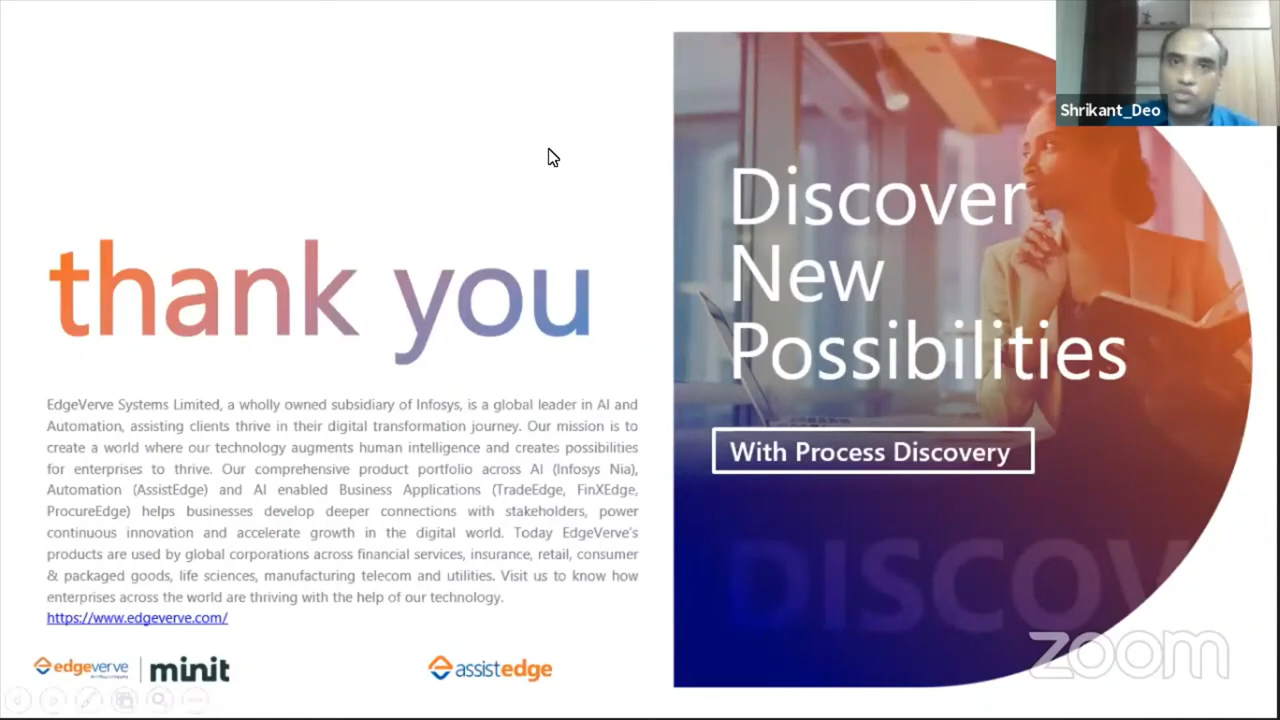 thank you
EdgeVerve Systems Limited, a wholly owned subsidiary of Infosys, is a global leader in AI and
Automation, assisting clients thrive in their digital transformation journey. Our mission is to
create a world where our technology augments human intelligence and creates possibilities
for enterprises to thrive. Our comprehensive product portfolio across AI (Infosys Nia),
Automation (AssistEdge) and AI enabled Business Applications (TradeEdge, FinXEdge,
ProcureEdge) helps businesses develop deeper connections with stakeholders, power
continuous innovation and accelerate growth in the digital world. Today EdgeVerve's
products are used by global corporations across financial services, insurance, retail, consumer
& packaged goods, life sciences, manufacturing telecom and utilities. Visit us to know how
enterprises across the world are thriving with the help of our technology.
https://www.edgeverve.com/
edgeverve
minit
assistedge
Shrikant_Deo
Discover
New
Possibilities
With Process Discovery
DISCOV
zoom